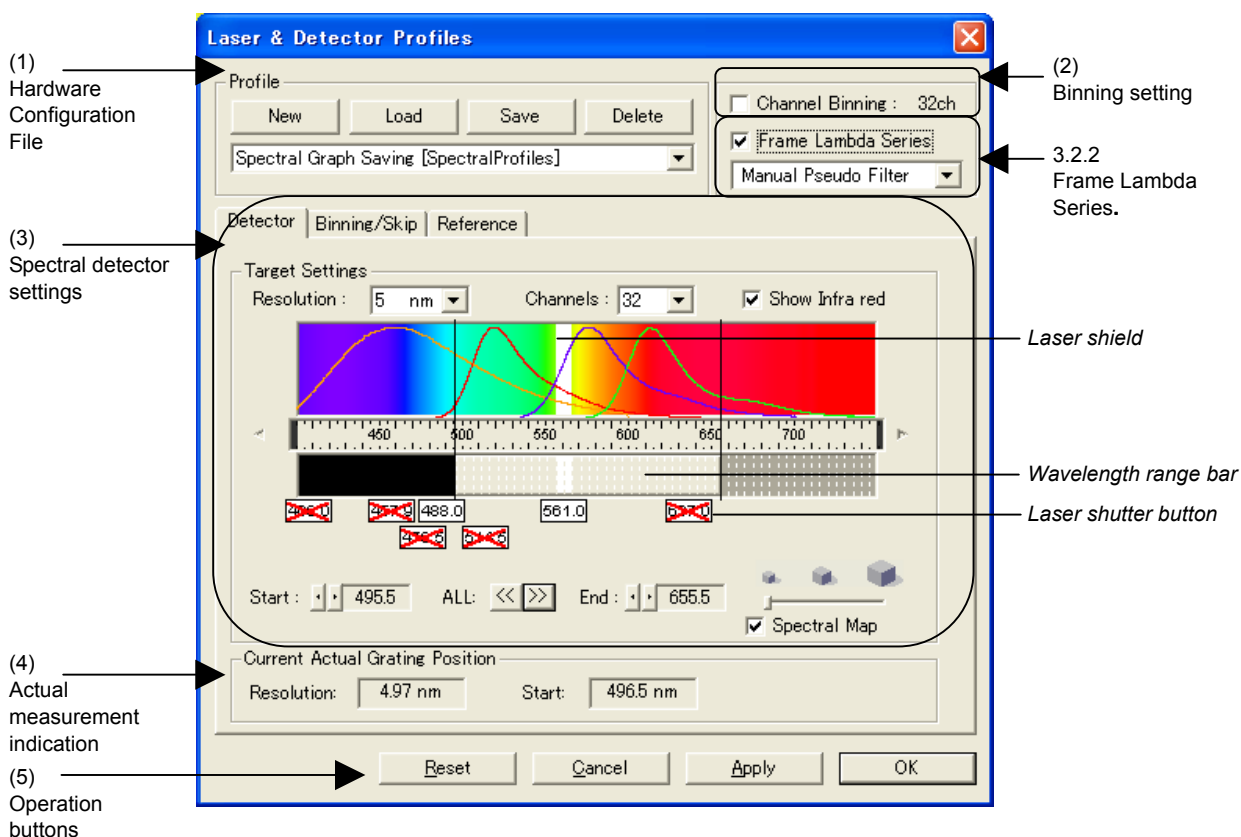 Laser & Detector Profiles
(1)
Hardware
Configuration
File
Profile
New Load Save Delete
Spectral Graph Saving [SpectralProfiles]
Channel Binning : 32ch
Frame Lambda Series
Manual Pseudo Filter
(2)
Binning setting
3.2.2
Frame Lambda
Series.
(3)
Spectral detector
settings
Detector Binning/Skip Reference
Target Settings
Resolution : 5 nm Channels : 32 Show Infra red
Laser shield
450 500 550 600 650 700
Wavelength range bar
488.0 561.0
Laser shutter button
Start : 495.5 ALL: << >> End : 655.5
Spectral Map
(4)
Actual
measurement
indication
Current Actual Grating Position
Resolution: 4.97 nm Start: 496.5 nm
(5)
Operation
buttons
Reset Cancel Apply OK